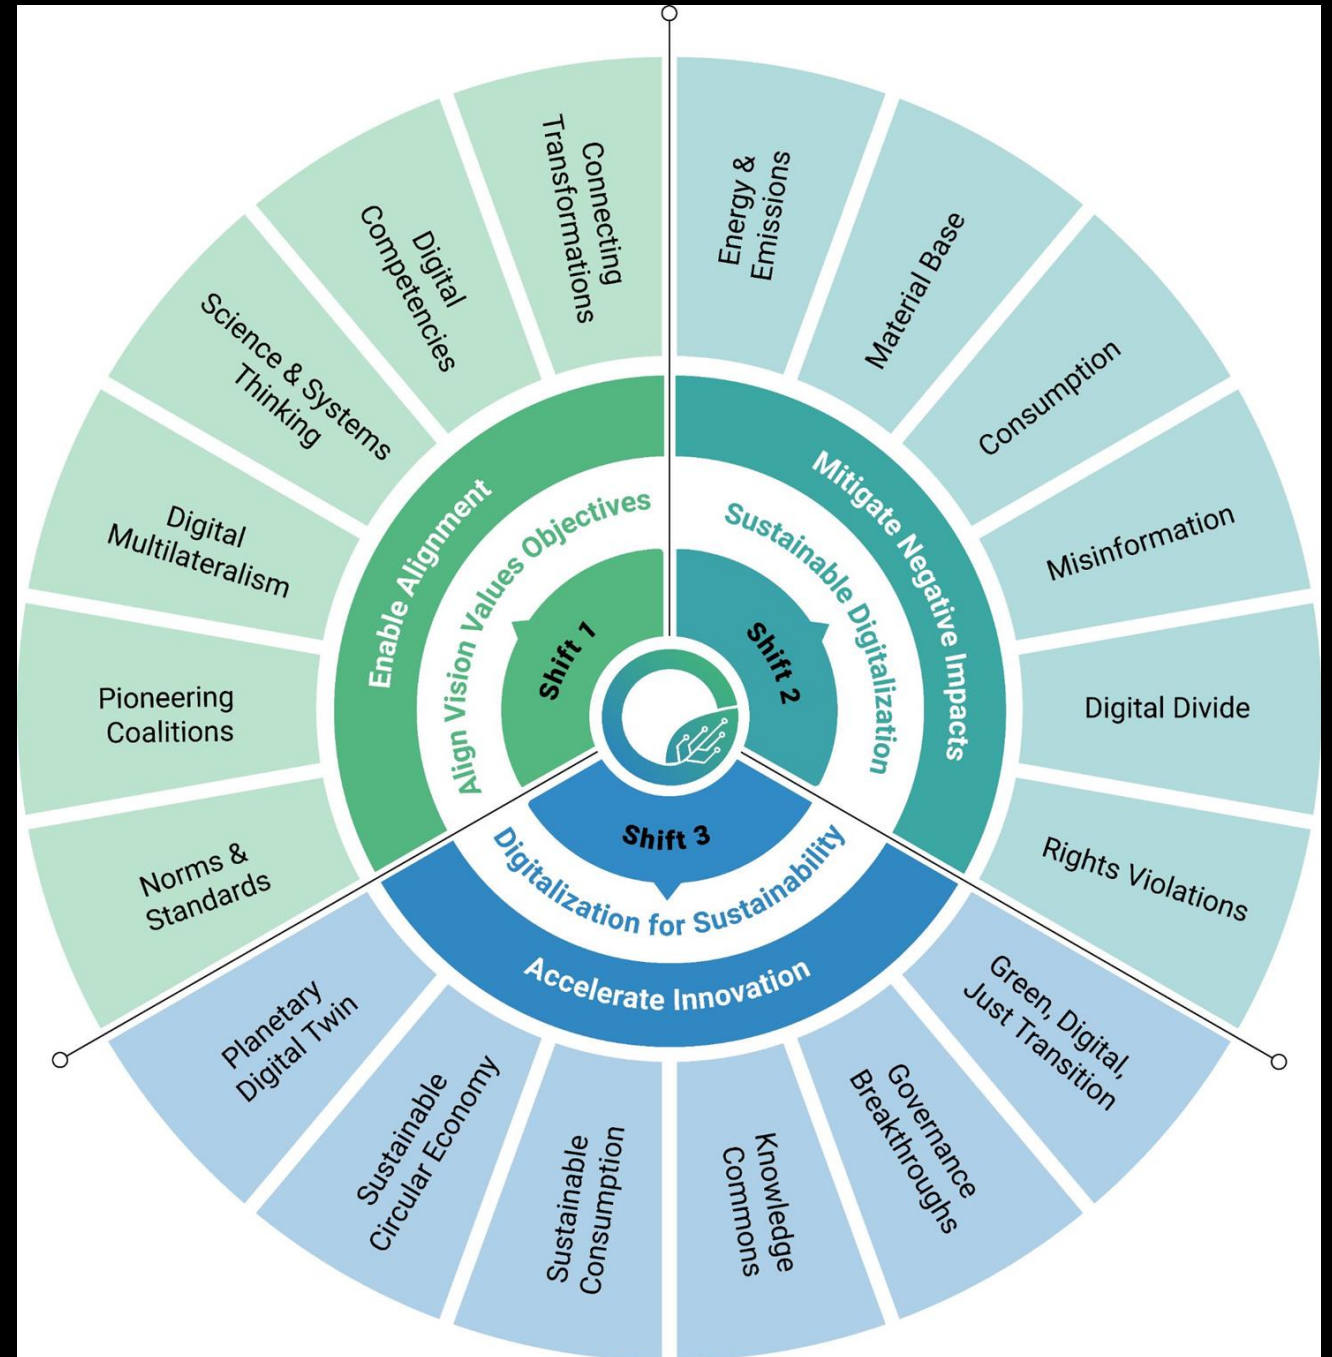 Connecting
Transformations
Digital
Competencies
Science & Systems
Thinking
Digital
Multilateralism
Pioneering
Coalitions
Norms &
Standards
Enable Alignment
Align Vision Values Objectives
Shift 1
Energy &
Emissions
Material Base
Consumption
Misinformation
Digital Divide
Rights Violations
Mitigate Negative Impacts
Sustainable Digitalization
Shift 2
Shift 3
Digitalization for Sustainability
Accelerate Innovation
Planetary
Digital Twin
Sustainable
Circular Economy
Sustainable
Consumption
Knowledge
Commons
Governance
Breakthroughs
Green, Digital,
Just Transition